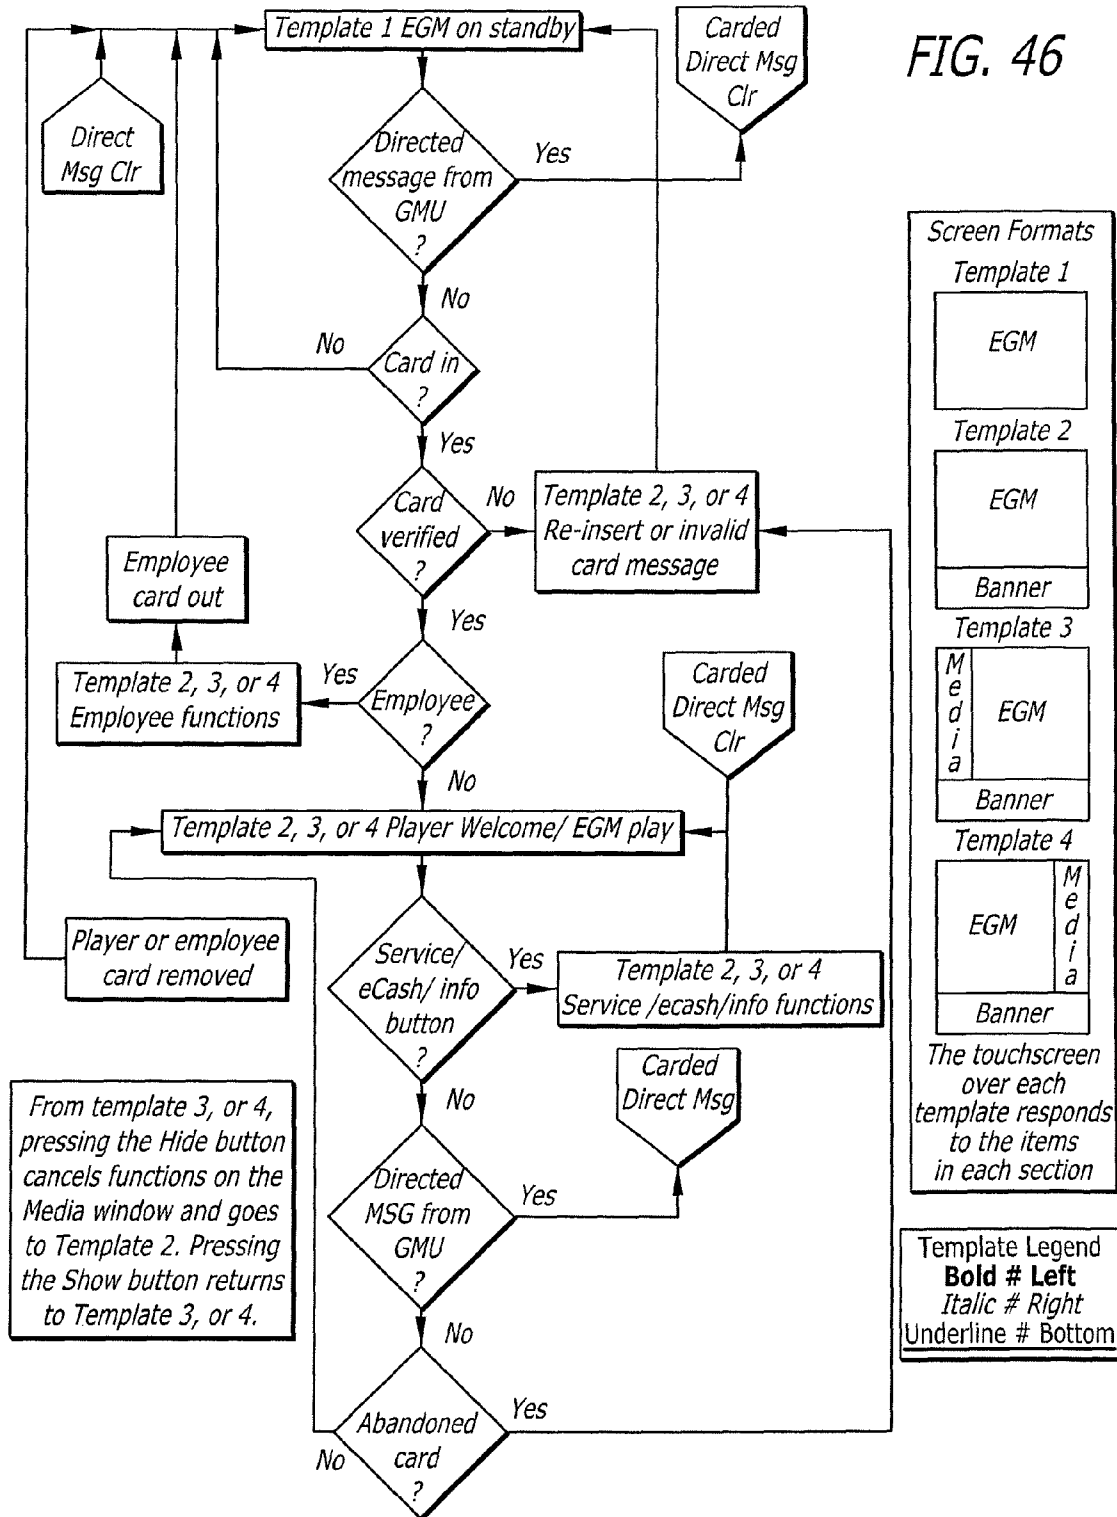 FIG. 46
Template 1 EGM on standby
Carded
Direct Msg
Clr
Direct
Msg Clr
Directed
message from
GMU
?
Yes
No
Card in
?
No
Yes
Card
verified
?
No
Template 2, 3, or 4
Re-insert or invalid
card message
Yes
Employee
card out
Template 2, 3, or 4
Employee functions
Yes
Employee
?
Carded
Direct Msg
Clr
No
Template 2, 3, or 4 Player Welcome/ EGM play
Player or employee
card removed
Service/
eCash/ info
button
?
Yes
Template 2, 3, or 4
Service /ecash/info functions
No
Carded
Direct Msg
Directed
MSG from
GMU
?
Yes
No
Abandoned
card
?
Yes
No
From template 3, or 4,
pressing the Hide button
cancels functions on the
Media window and goes
to Template 2. Pressing
the Show button returns
to Template 3, or 4.
Screen Formats
Template 1
EGM
Template 2
EGM
Banner
Template 3
Media
EGM
Banner
Template 4
EGM
Media
Banner
The touchscreen
over each
template responds
to the items
in each section
Template Legend
Bold # Left
Italic # Right
Underline # Bottom